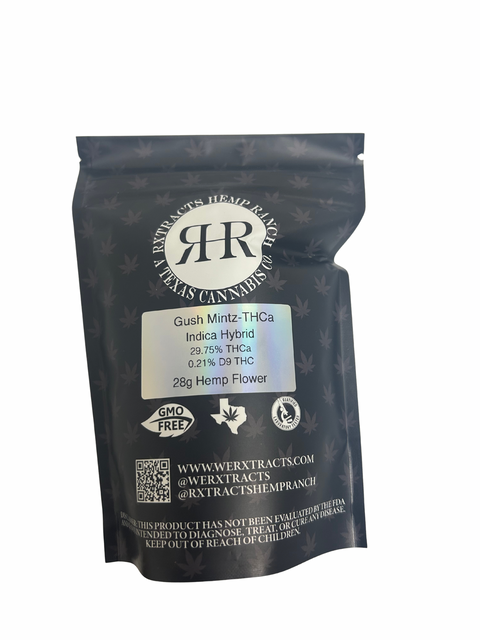 RXTRACTS HEMP RANCH
RHR
A TEXAS CANNABIS CO.
Gush Mintz-THCa
Indica Hybrid
29.75% THCa
0.21% D9 THC
28g Hemp Flower
GMO
FREE
WWW.WERXTRACTS.COM
@WERXTRACTS
@RXTRACTSHEMPRANCH
THIS PRODUCT HAS NOT BEEN EVALUATED BY THE FDA
INTENDED TO DIAGNOSE, TREAT, OR CURE ANY DISEASE.
KEEP OUT OF REACH OF CHILDREN